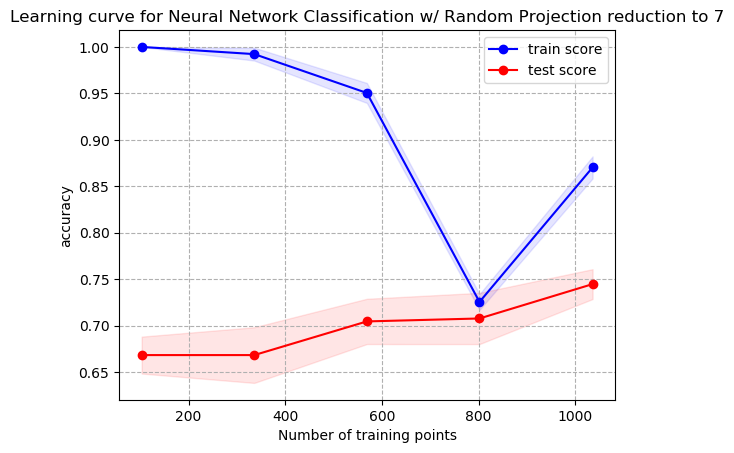 Learning curve for Neural Network Classification w/ Random Projection reduction to 7
train score
test score
1.00
0.95
0.90
0.85
0.80
0.75
0.70
0.65
accuracy
200 400 600 800 1000
Number of training points